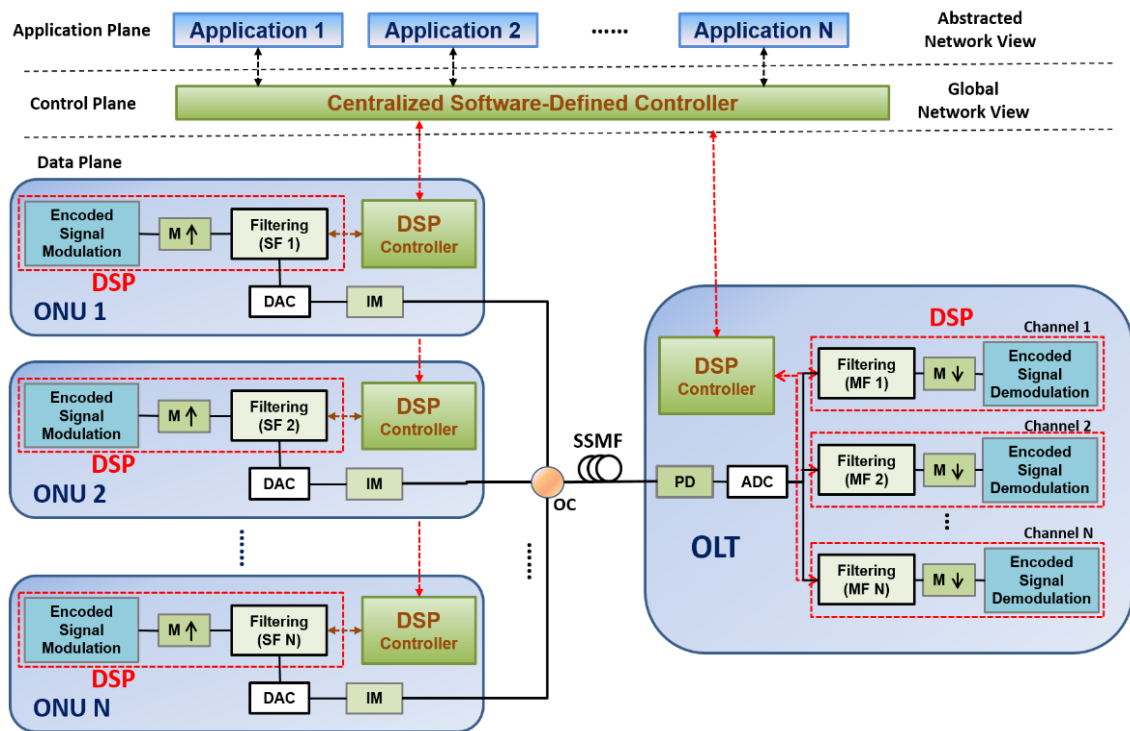 Application Plane
Application 1
Application 2
......
Application N
Abstracted
Network View
Control Plane
Centralized Software-Defined Controller
Global
Network View
Data Plane
Encoded
Signal
Modulation
M ↑
Filtering
(SF 1)
DSP
Controller
DSP
DAC
IM
ONU 1
Encoded
Signal
Modulation
M ↑
Filtering
(SF 2)
DSP
Controller
DSP
DAC
IM
ONU 2
......
Encoded
Signal
Modulation
M ↑
Filtering
(SF N)
DSP
Controller
DSP
DAC
IM
ONU N
......
OC
SSMF
DSP
Channel 1
DSP
Controller
Filtering
(MF 1)
M ↓
Encoded
Signal
Demodulation
Channel 2
PD
ADC
Filtering
(MF 2)
M ↓
Encoded
Signal
Demodulation
...
OLT
Channel N
Filtering
(MF N)
M ↓
Encoded
Signal
Demodulation